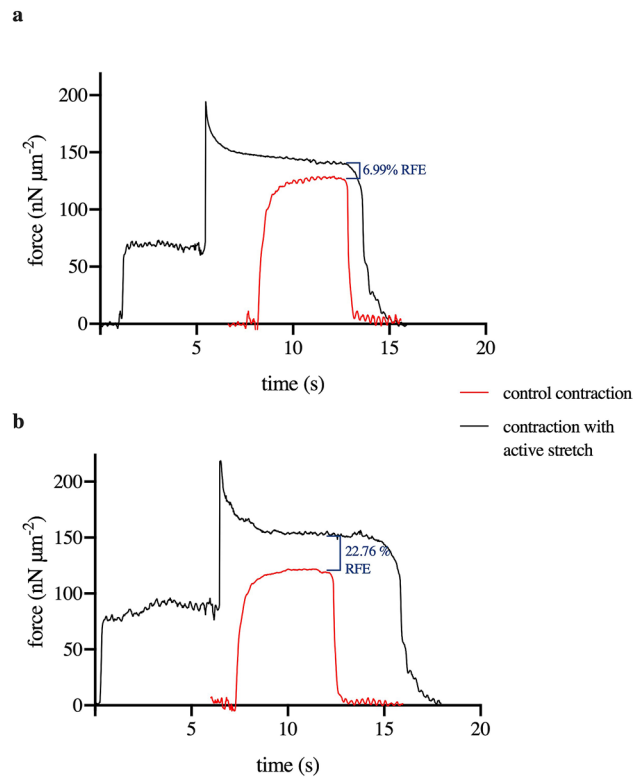 a
200
150
100
50
0
force (nN μm⁻²)
6.99% RFE
5
10
15
20
time (s)
control contraction
contraction with
active stretch
b
200
150
100
50
0
force (nN μm⁻²)
22.76 %
RFE
5
10
15
20
time (s)